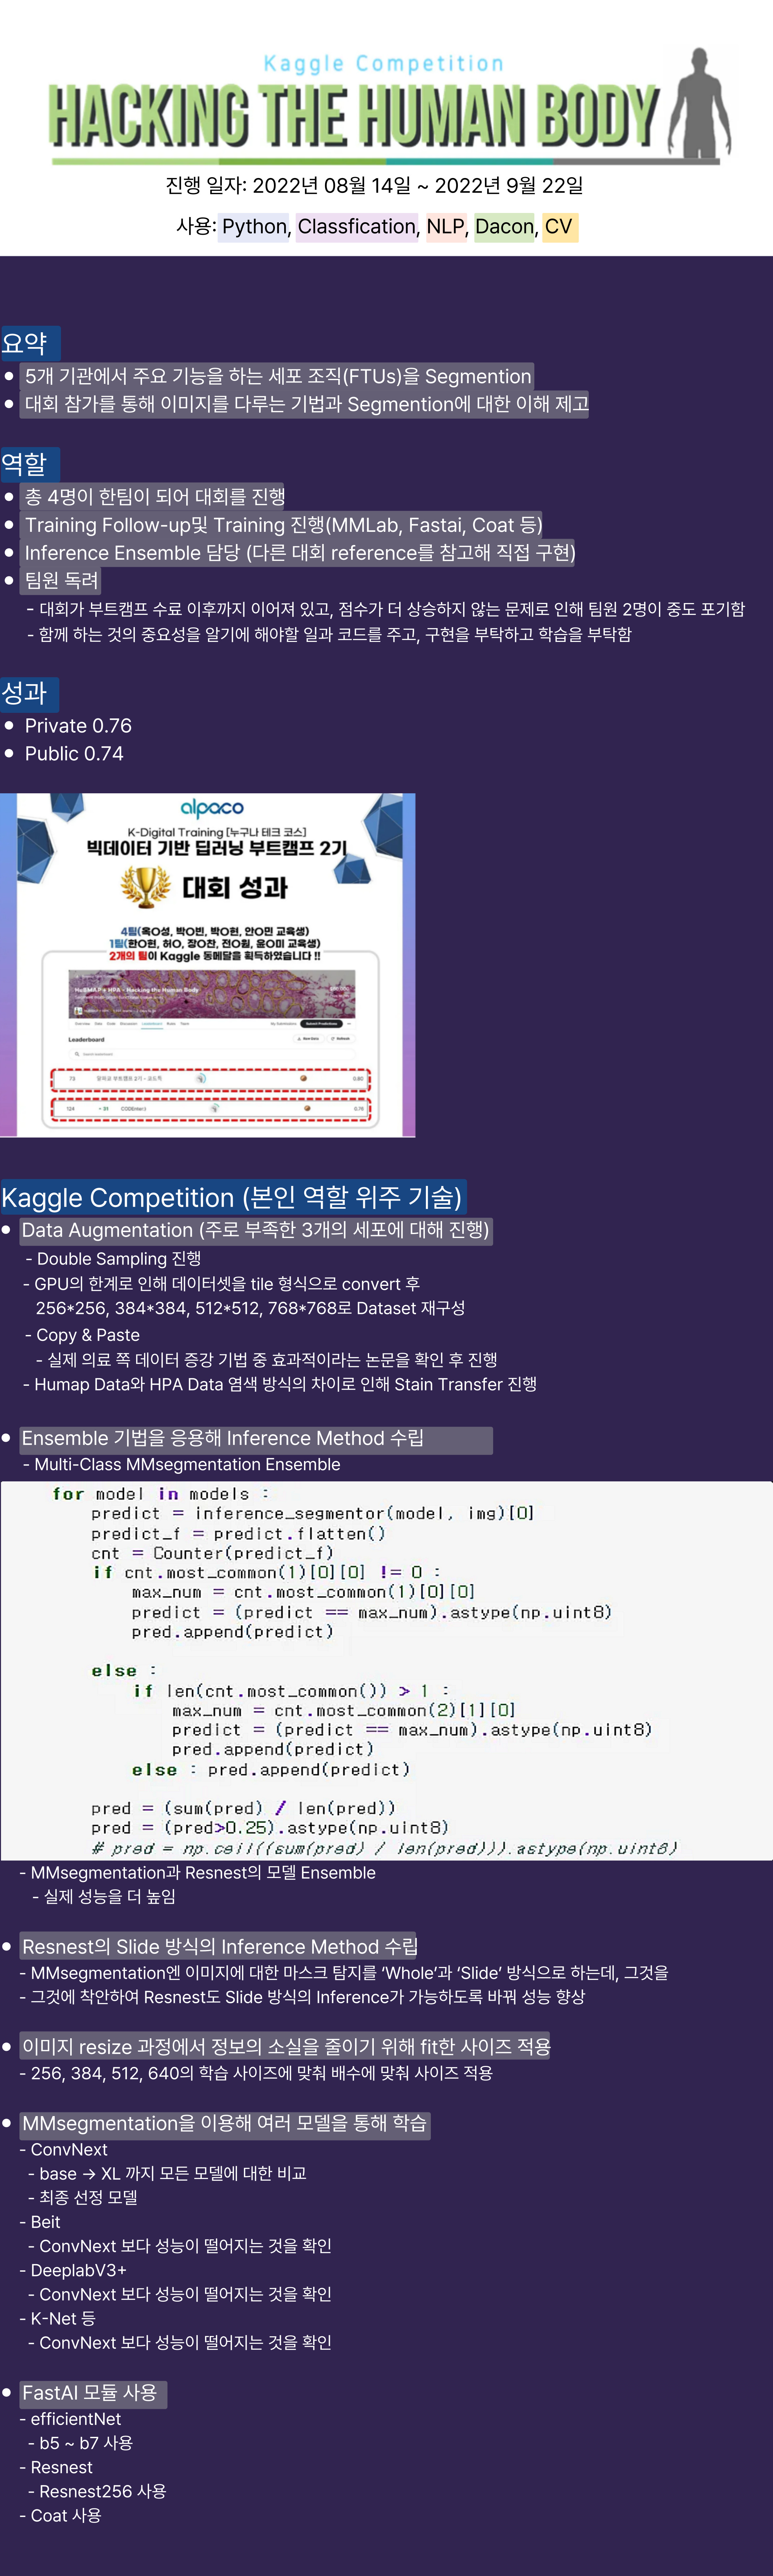 Kaggle Competition
HACKING THE HUMAN BODY
진행 일자: 2022년 08월 14일 ~ 2022년 9월 22일
사용: Python, Classfication, NLP, Dacon, CV
요약
5개 기관에서 주요 기능을 하는 세포 조직(FTUs)을 Segmention
대회 참가를 통해 이미지를 다루는 기법과 Segmention에 대한 이해 제고
역할
총 4명이 한팀이 되어 대회를 진행
Training Follow-up및 Training 진행(MMLab, Fastai, Coat 등)
Inference Ensemble 담당 (다른 대회 reference를 참고해 직접 구현)
팀원 독려
- 대회가 부트캠프 수료 이후까지 이어져 있고, 점수가 더 상승하지 않는 문제로 인해 팀원 2명이 중도 포기함
- 함께 하는 것의 중요성을 알기에 해야할 일과 코드를 주고, 구현을 부탁하고 학습을 부탁함
성과
Private 0.76
Public 0.74
alpaco
K-Digital Training [누구나 테크 코스]
빅데이터 기반 딥러닝 부트캠프 2기
대회 성과
4팀(옥O성, 박O빈, 박O현, 안O민 교육생)
1팀(한O현, 허O, 장O찬, 전O원, 윤O미 교육생)
2개의 팀이 Kaggle 동메달을 획득하였습니다 !!
HuBMAP + HPA - Hacking the Human Body
Overview Data Code Discussion Leaderboard Rules Team My Submissions Submit Predictions
Leaderboard
Raw Data Refresh
Search leaderboard
73 0.80
124 0.76
Kaggle Competition (본인 역할 위주 기술)
Data Augmentation (주로 부족한 3개의 세포에 대해 진행)
- Double Sampling 진행
- GPU의 한계로 인해 데이터셋을 tile 형식으로 convert 후
256*256, 384*384, 512*512, 768*768로 Dataset 재구성
- Copy & Paste
- 실제 의료 쪽 데이터 증강 기법 중 효과적이라는 논문을 확인 후 진행
- Humap Data와 HPA Data 염색 방식의 차이로 인해 Stain Transfer 진행
Ensemble 기법을 응용해 Inference Method 수립
- Multi-Class MMsegmentation Ensemble
for model in models :
predict = inference_segmentor(model, img)[0]
predict_f = predict.flatten()
cnt = Counter(predict_f)
if cnt.most_common(1)[0][0] != 0 :
max_num = cnt.most_common(1)[0][0]
predict = (predict == max_num).astype(np.uint8)
pred.append(predict)
else :
if len(cnt.most_common()) > 1 :
max_num = cnt.most_common(2)[1][0]
predict = (predict == max_num).astype(np.uint8)
pred.append(predict)
else : pred.append(predict)
pred = (sum(pred) / len(pred))
pred = (pred>0.25).astype(np.uint8)
# pred = np.ceil((sum(pred) / len(pred))).astype(np.uint8)
- MMsegmentation과 Resnest의 모델 Ensemble
- 실제 성능을 더 높임
Resnest의 Slide 방식의 Inference Method 수립
- MMsegmentation엔 이미지에 대한 마스크 탐지를 ‘Whole’과 ‘Slide’ 방식으로 하는데, 그것을
- 그것에 착안하여 Resnest도 Slide 방식의 Inference가 가능하도록 바꿔 성능 향상
이미지 resize 과정에서 정보의 소실을 줄이기 위해 fit한 사이즈 적용
- 256, 384, 512, 640의 학습 사이즈에 맞춰 배수에 맞춰 사이즈 적용
MMsegmentation을 이용해 여러 모델을 통해 학습
- ConvNext
- base → XL 까지 모든 모델에 대한 비교
- 최종 선정 모델
- Beit
- ConvNext 보다 성능이 떨어지는 것을 확인
- DeeplabV3+
- ConvNext 보다 성능이 떨어지는 것을 확인
- K-Net 등
- ConvNext 보다 성능이 떨어지는 것을 확인
FastAI 모듈 사용
- efficientNet
- b5 ~ b7 사용
- Resnest
- Resnest256 사용
- Coat 사용